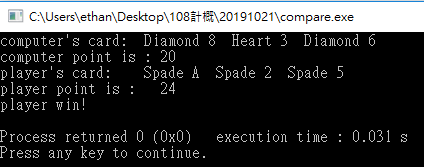 C:\Users\ethan\Desktop\108計概\20191021\compare.exe
computer's card:  Diamond 8  Heart 3  Diamond 6
computer point is : 20
player's card:    Spade A  Spade 2  Spade 5
player point is :   24
player win!
Process returned 0 (0x0)   execution time : 0.031 s
Press any key to continue.